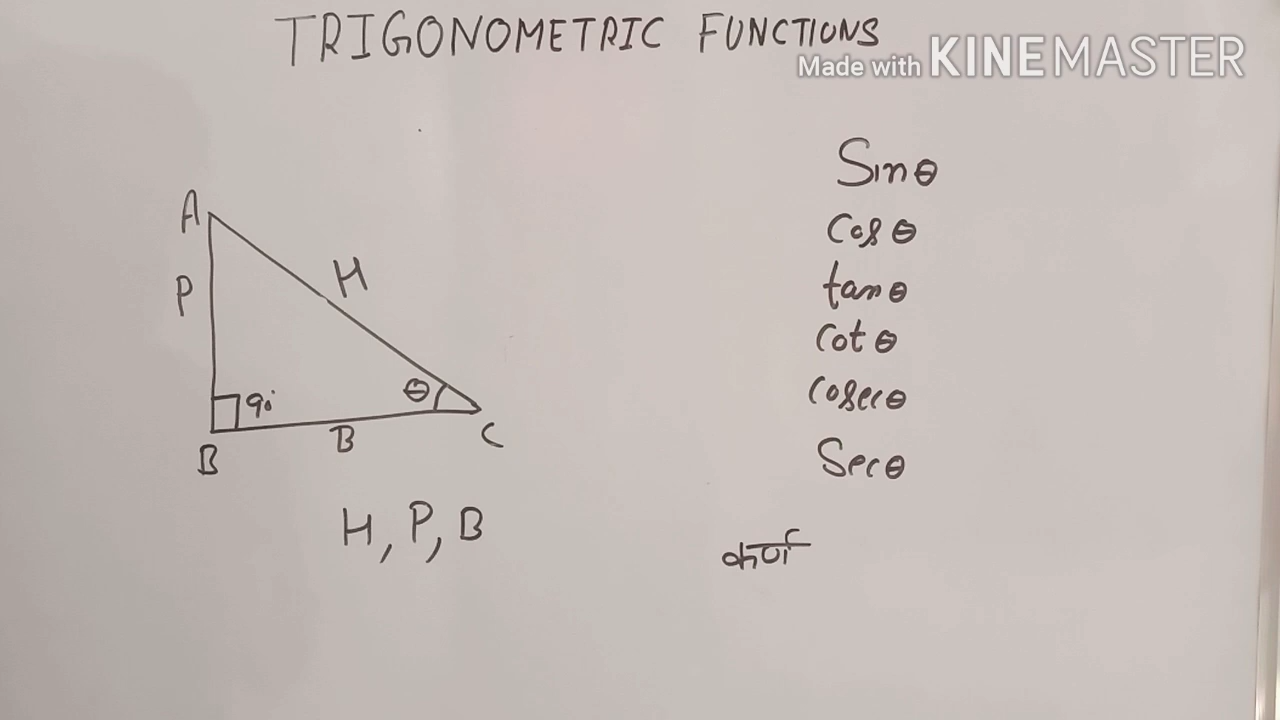 TRIGONOMETRIC FUNCTIONS
Made with KINEMASTER
A
P
H
90°
θ
B
B
C
H, P, B
Sinθ
Cosθ
tanθ
Cotθ
Cosecθ
Secθ
कर्ण